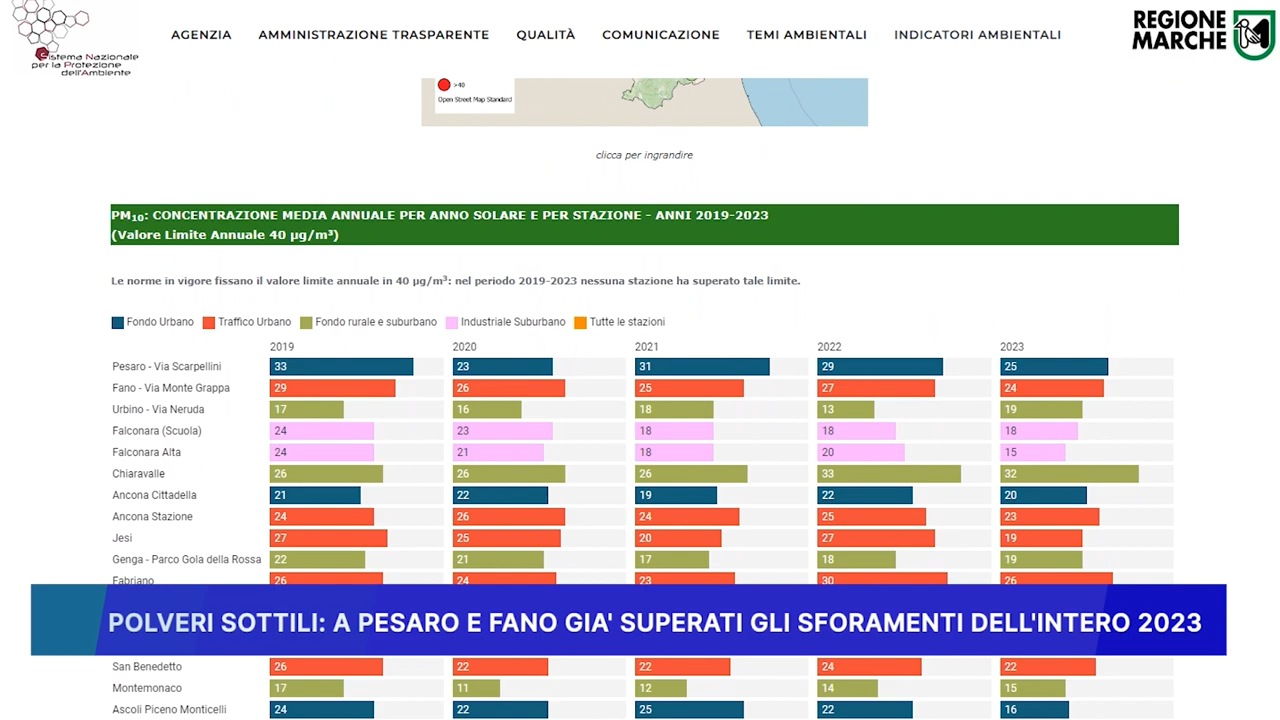 Sistema Nazionale
per la Protezione
dell'Ambiente
AGENZIA AMMINISTRAZIONE TRASPARENTE QUALITÀ COMUNICAZIONE TEMI AMBIENTALI INDICATORI AMBIENTALI
REGIONE
MARCHE
>40
Open Street Map Standard
clicca per ingrandire
PM₁₀: CONCENTRAZIONE MEDIA ANNUALE PER ANNO SOLARE E PER STAZIONE - ANNI 2019-2023
(Valore Limite Annuale 40 µg/m³)
Le norme in vigore fissano il valore limite annuale in 40 µg/m³: nel periodo 2019-2023 nessuna stazione ha superato tale limite.
Fondo Urbano Traffico Urbano Fondo rurale e suburbano Industriale Suburbano Tutte le stazioni
2019 2020 2021 2022 2023
Pesaro - Via Scarpellini 33 23 31 29 25
Fano - Via Monte Grappa 29 26 25 27 24
Urbino - Via Neruda 17 16 18 13 19
Falconara (Scuola) 24 23 18 18 18
Falconara Alta 24 21 18 20 15
Chiaravalle 26 26 26 33 32
Ancona Cittadella 21 22 19 22 20
Ancona Stazione 24 26 24 25 23
Jesi 27 25 20 27 19
Genga - Parco Gola della Rossa 22 21 17 18 19
Fabriano 26 24 23 30 26
POLVERI SOTTILI: A PESARO E FANO GIA' SUPERATI GLI SFORAMENTI DELL'INTERO 2023
San Benedetto 26 22 22 24 22
Montemonaco 17 11 12 14 15
Ascoli Piceno Monticelli 24 22 25 22 16